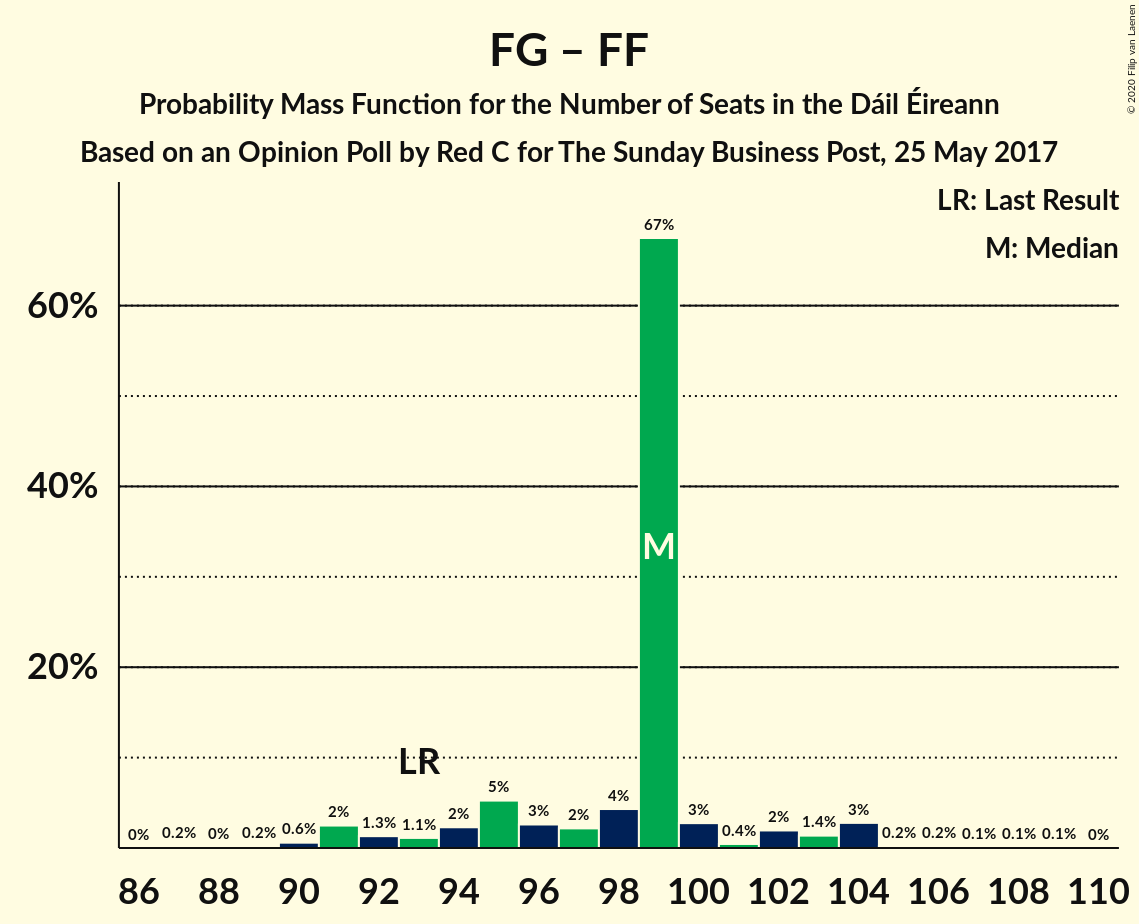 FG – FF
Probability Mass Function for the Number of Seats in the Dáil Éireann
Based on an Opinion Poll by Red C for The Sunday Business Post, 25 May 2017
© 2020 Filip van Laenen
LR: Last Result
M: Median
67%
60%
40%
M
20%
LR
0% 0.2% 0% 0.2% 0.6% 2% 1.3% 1.1% 2% 5% 3% 2% 4% 3% 0.4% 2% 1.4% 3% 0.2% 0.2% 0.1% 0.1% 0.1% 0%
86 88 90 92 94 96 98 100 102 104 106 108 110